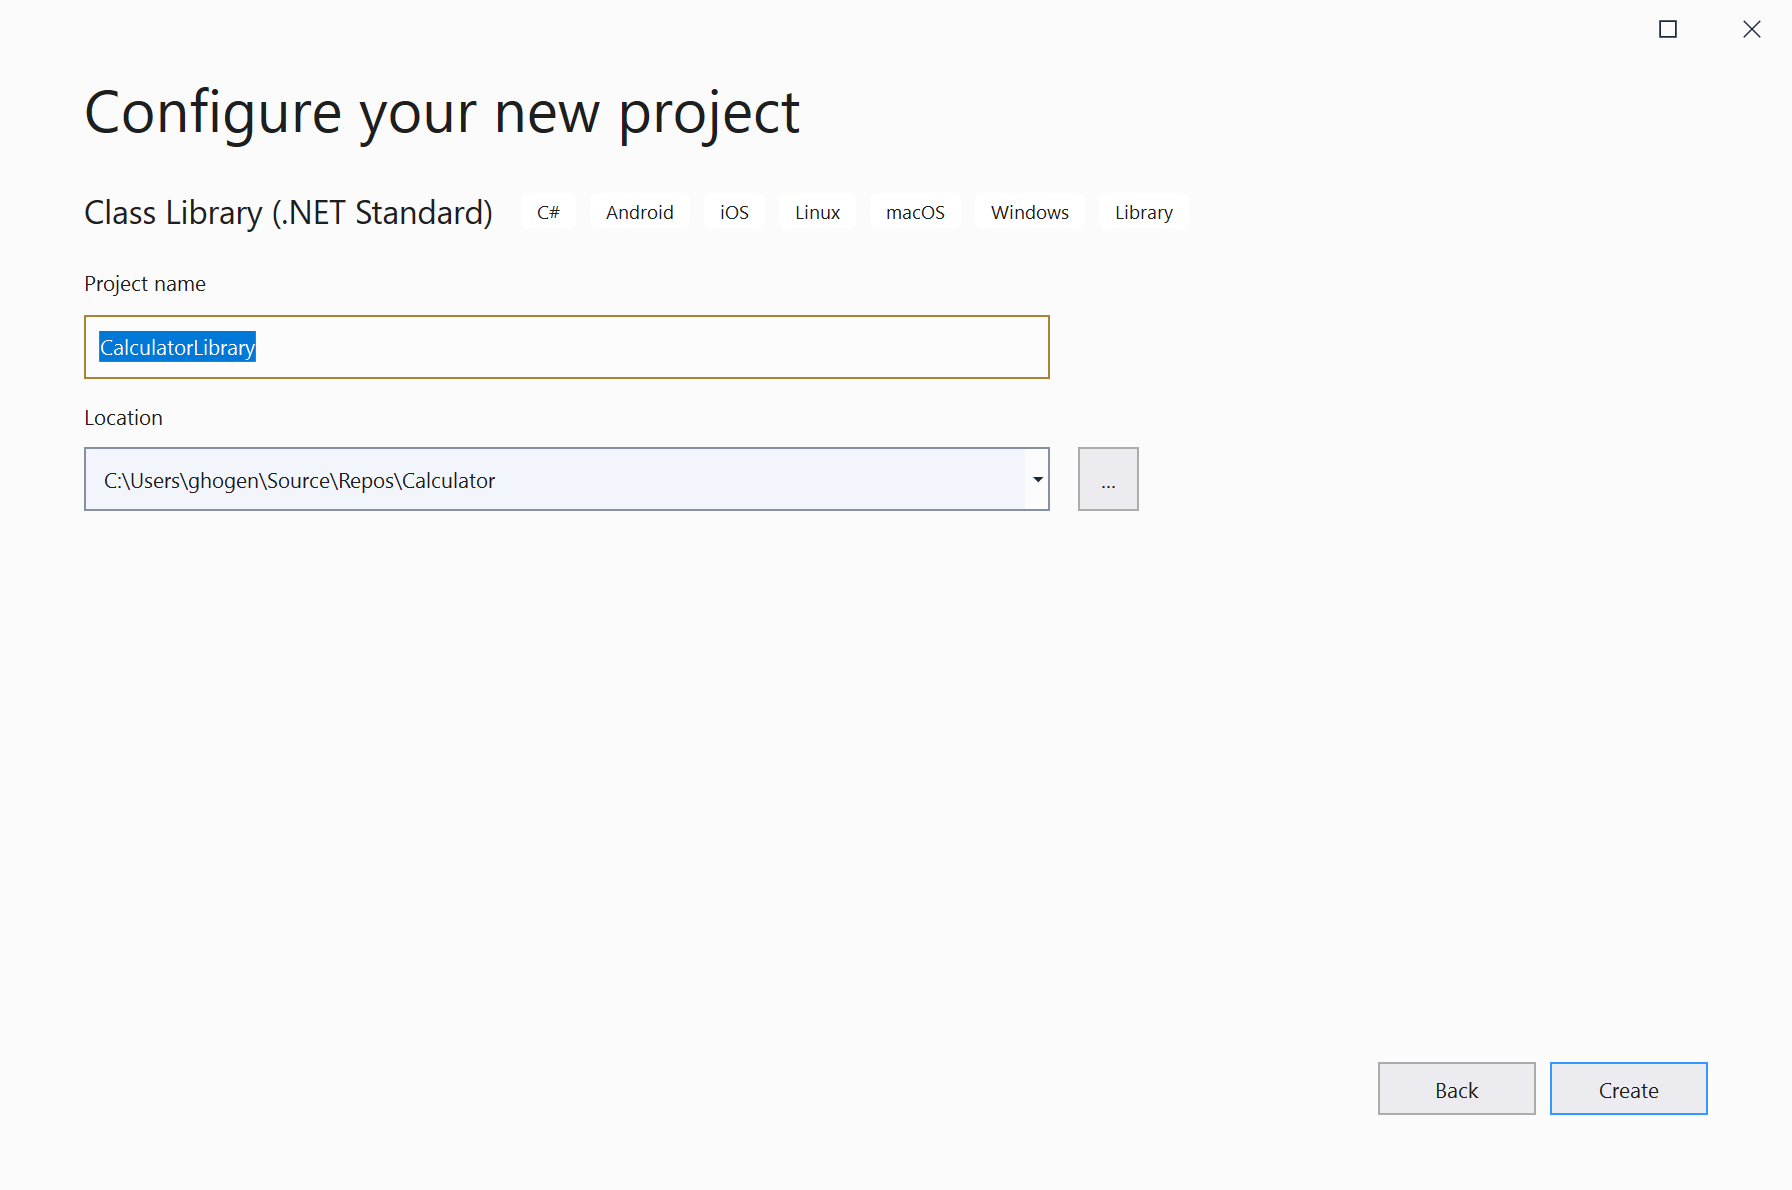 Configure your new project
Class Library (.NET Standard) C# Android iOS Linux macOS Windows Library
Project name
CalculatorLibrary
Location
C:\Users\ghogen\Source\Repos\Calculator
...
Back Create